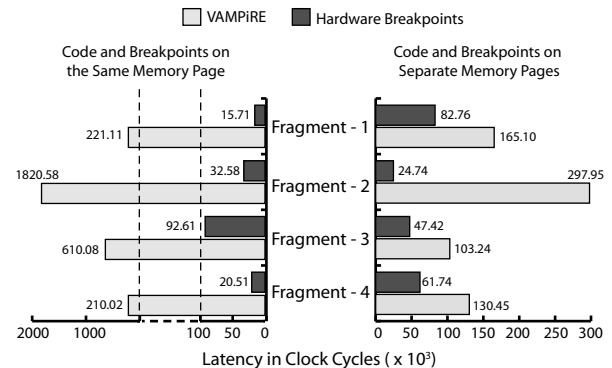 VAMPiRE Hardware Breakpoints
Code and Breakpoints on
the Same Memory Page
Code and Breakpoints on
Separate Memory Pages
15.71
221.11
Fragment - 1
82.76
165.10
32.58
1820.58
Fragment - 2
24.74
297.95
92.61
610.08
Fragment - 3
47.42
103.24
20.51
210.02
Fragment - 4
61.74
130.45
2000 1000 100 50 0 0 50 100 150 200 250 300
Latency in Clock Cycles ( x 10³)